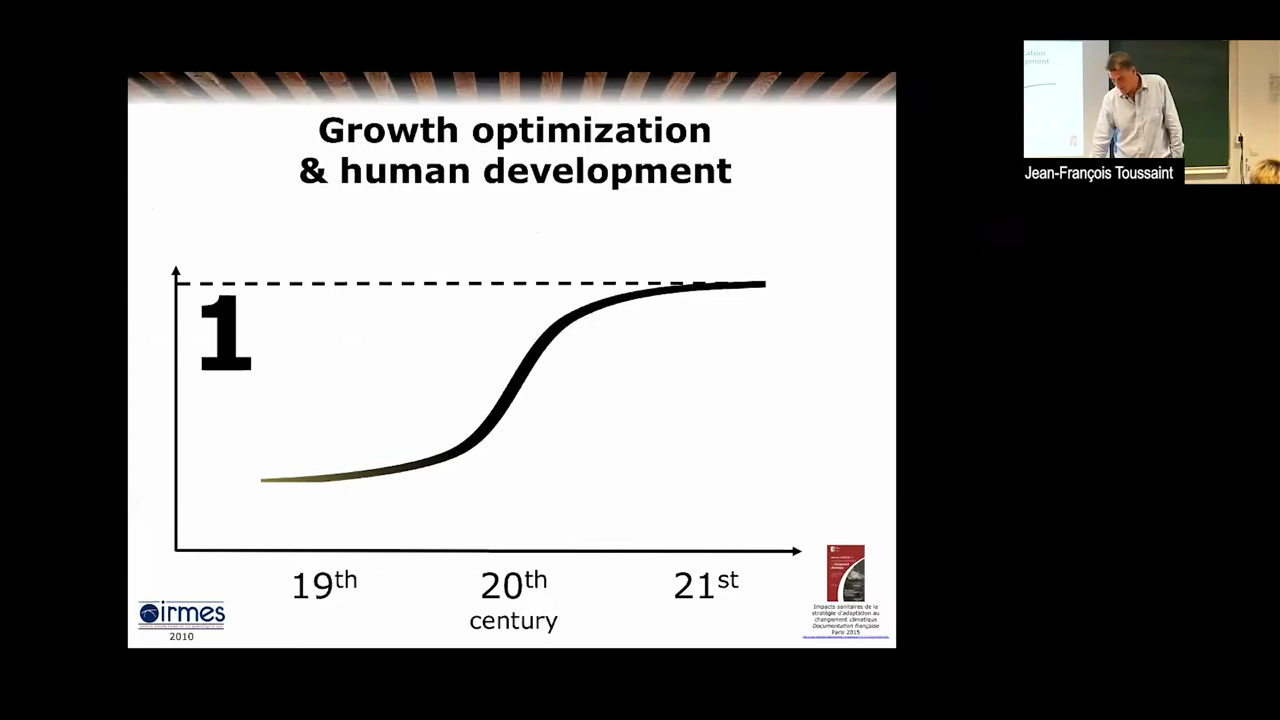 Growth optimization
& human development
1
19th
20th
21st
century
irmes
2010
Impacts sanitaires de la
stratégie d'adaptation au
changement climatique
Documentation française
Paris 2015
Jean-François Toussaint